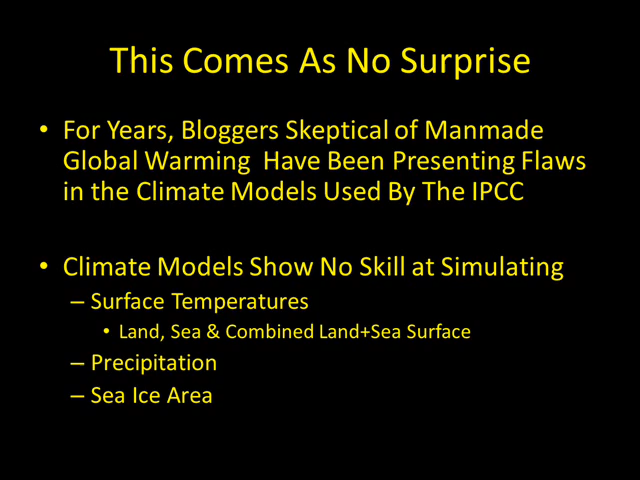 This Comes As No Surprise
• For Years, Bloggers Skeptical of Manmade
Global Warming  Have Been Presenting Flaws
in the Climate Models Used By The IPCC
• Climate Models Show No Skill at Simulating
– Surface Temperatures
• Land, Sea & Combined Land+Sea Surface
– Precipitation
– Sea Ice Area